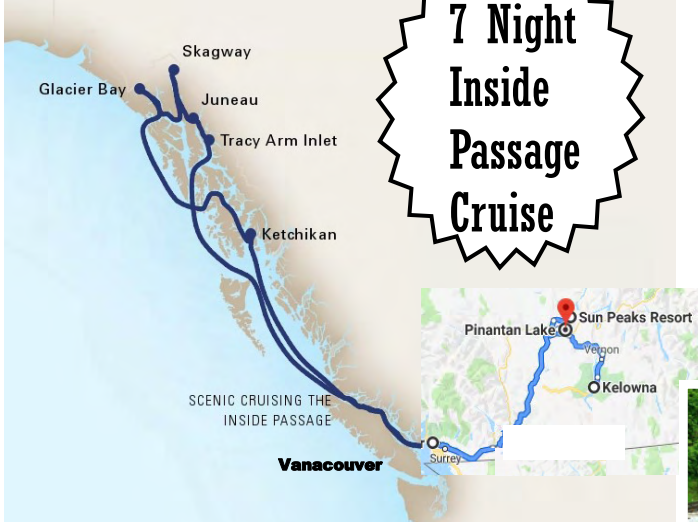 7 Night
Inside
Passage
Cruise
Skagway
Glacier Bay
Juneau
Tracy Arm Inlet
Ketchikan
SCENIC CRUISING THE
INSIDE PASSAGE
Vanacouver
Sun Peaks Resort
Pinantan Lake
Vernon
Kelowna
Surrey